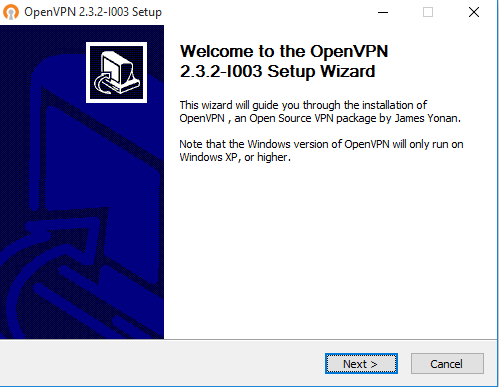 OpenVPN 2.3.2-I003 Setup
Welcome to the OpenVPN
2.3.2-I003 Setup Wizard
This wizard will guide you through the installation of
OpenVPN , an Open Source VPN package by James Yonan.
Note that the Windows version of OpenVPN will only run on
Windows XP, or higher.
Next >
Cancel